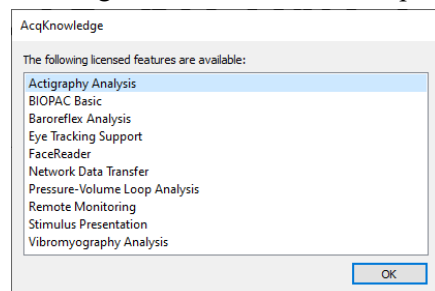 AcqKnowledge
The following licensed features are available:
Actigraphy Analysis
BIOPAC Basic
Baroreflex Analysis
Eye Tracking Support
FaceReader
Network Data Transfer
Pressure-Volume Loop Analysis
Remote Monitoring
Stimulus Presentation
Vibromyography Analysis
OK